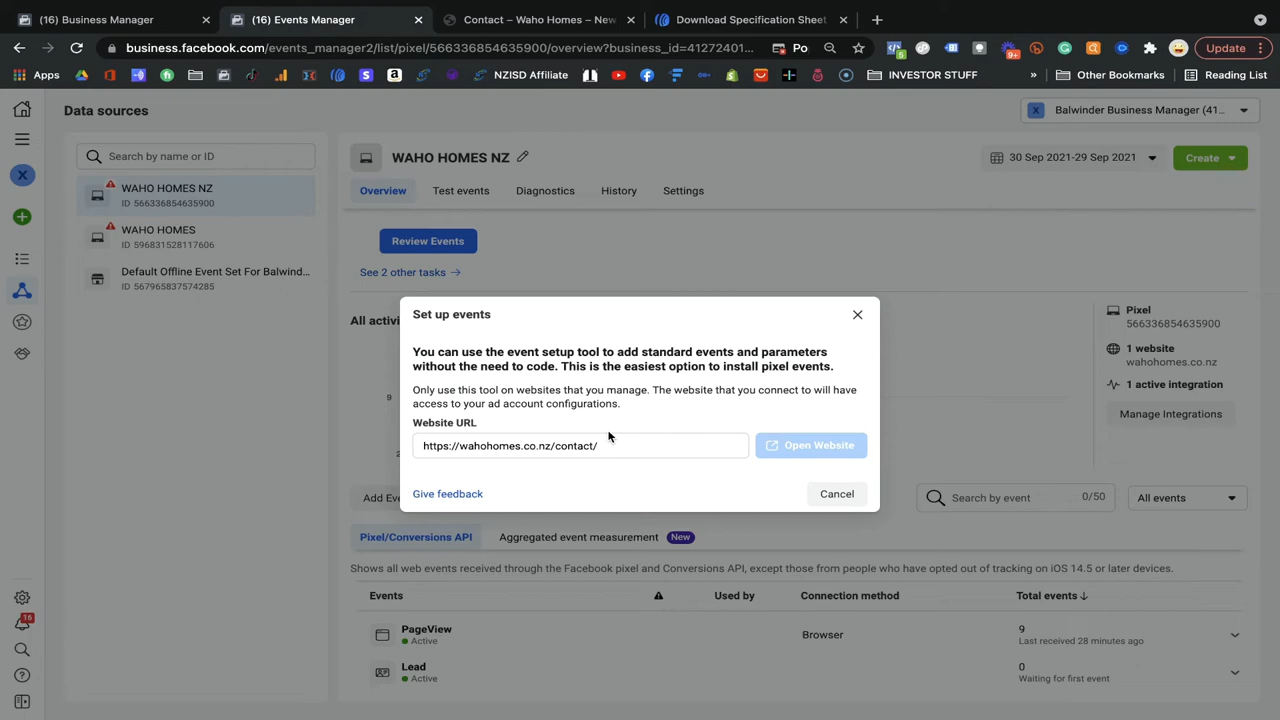 (16) Business Manager
(16) Events Manager
Contact – Waho Homes – New
Download Specification Sheet
business.facebook.com/events_manager2/list/pixel/566336854635900/overview?business_id=41272401...
Po
Update
Apps
NZISD Affiliate
INVESTOR STUFF
Other Bookmarks
Reading List
Data sources
Balwinder Business Manager (41...
Search by name or ID
WAHO HOMES NZ
ID 566336854635900
WAHO HOMES
ID 596831528117606
Default Offline Event Set For Balwind...
ID 567965837574285
WAHO HOMES NZ
30 Sep 2021-29 Sep 2021
Create
Overview
Test events
Diagnostics
History
Settings
Review Events
See 2 other tasks
All activi
9
2
Pixel
566336854635900
1 website
wahohomes.co.nz
1 active integration
Manage Integrations
Set up events
You can use the event setup tool to add standard events and parameters
without the need to code. This is the easiest option to install pixel events.
Only use this tool on websites that you manage. The website that you connect to will have
access to your ad account configurations.
Website URL
https://wahohomes.co.nz/contact/
Open Website
Give feedback
Cancel
Add Eve
Search by event
0/50
All events
Pixel/Conversions API
Aggregated event measurement
New
Shows all web events received through the Facebook pixel and Conversions API, except those from people who have opted out of tracking on iOS 14.5 or later devices.
Events
Used by
Connection method
Total events
PageView
Active
Browser
9
Last received 28 minutes ago
Lead
Active
0
Waiting for first event
16